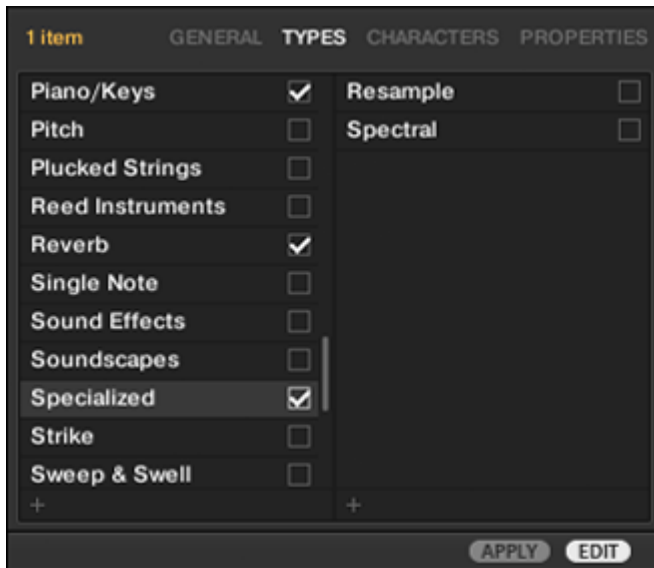 1 item GENERAL TYPES CHARACTERS PROPERTIES
Piano/Keys Resample
Pitch Spectral
Plucked Strings
Reed Instruments
Reverb
Single Note
Sound Effects
Soundscapes
Specialized
Strike
Sweep & Swell
+ +
APPLY EDIT